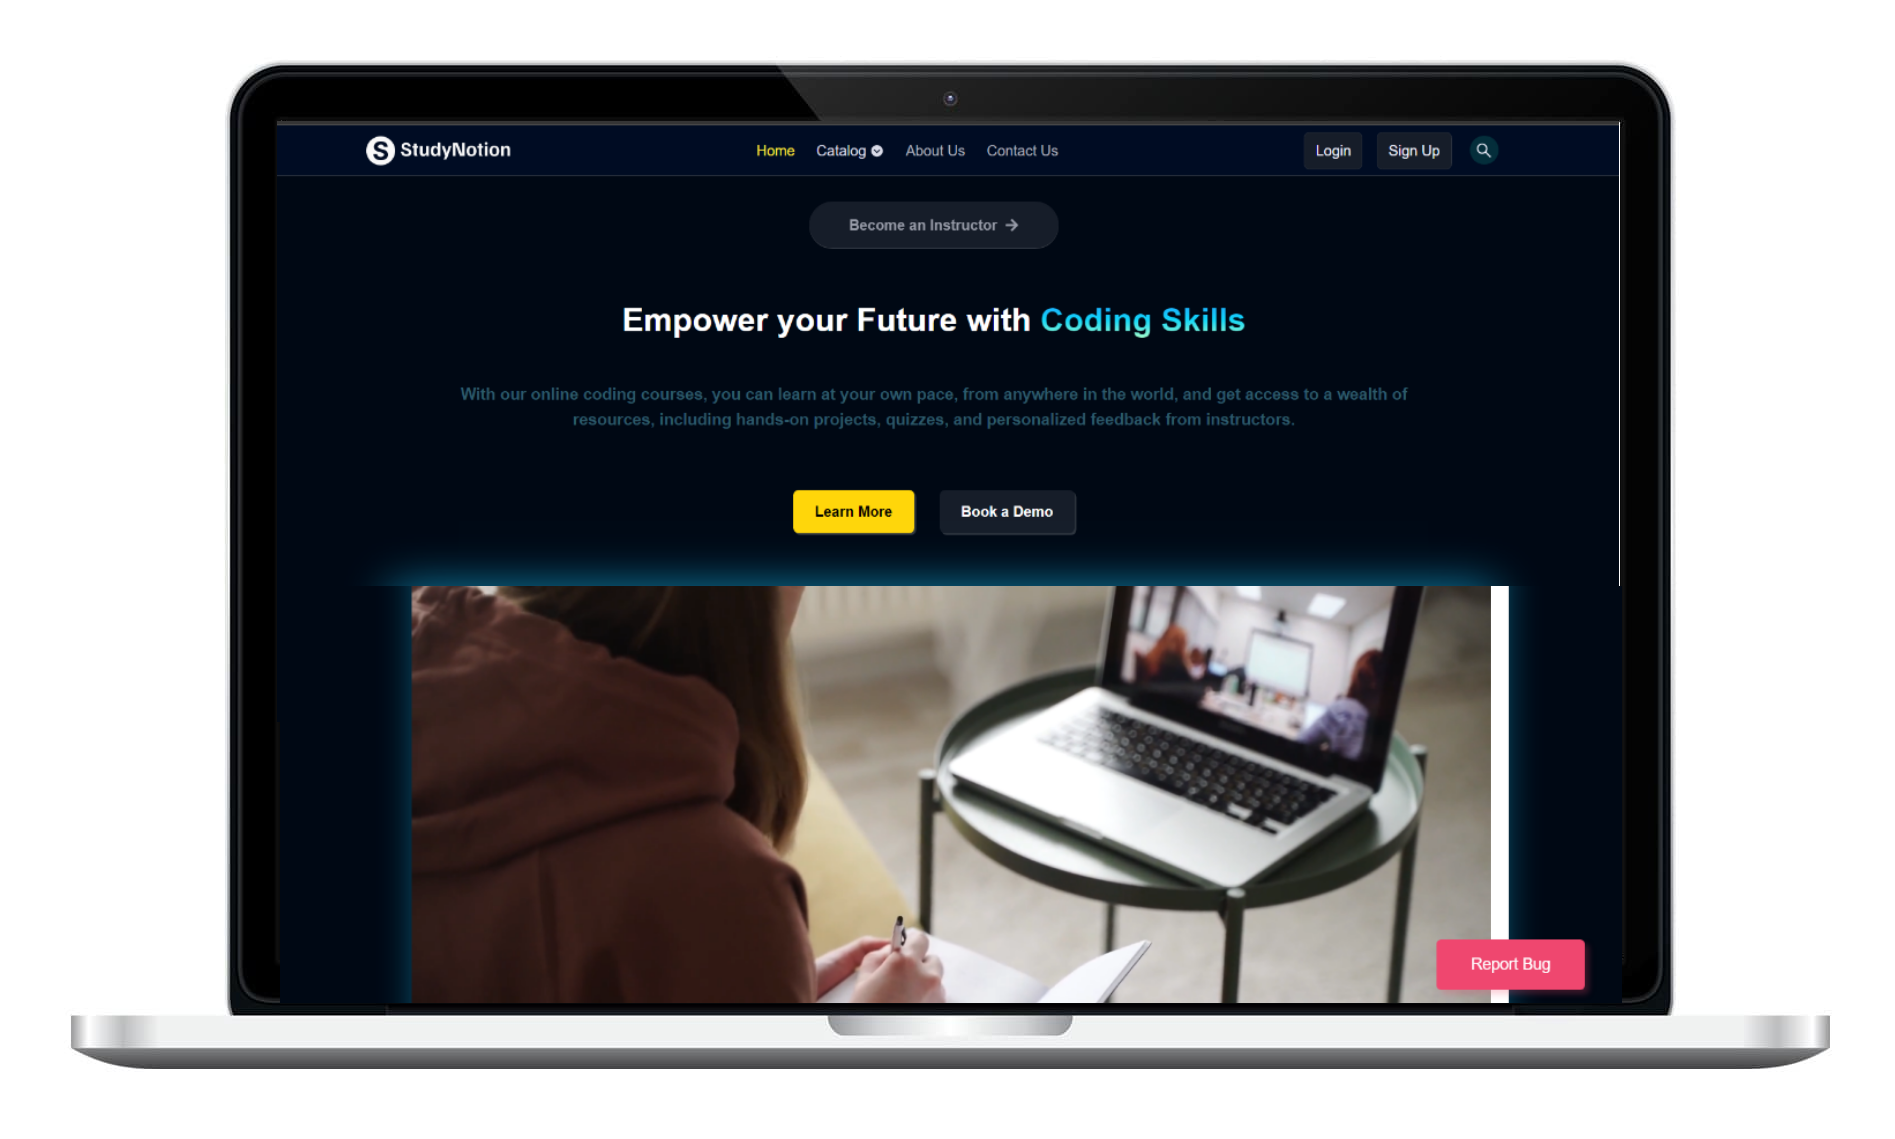 StudyNotion
Home Catalog About Us Contact Us
Login Sign Up
Become an Instructor →
Empower your Future with Coding Skills
With our online coding courses, you can learn at your own pace, from anywhere in the world, and get access to a wealth of
resources, including hands-on projects, quizzes, and personalized feedback from instructors.
Learn More Book a Demo
Report Bug